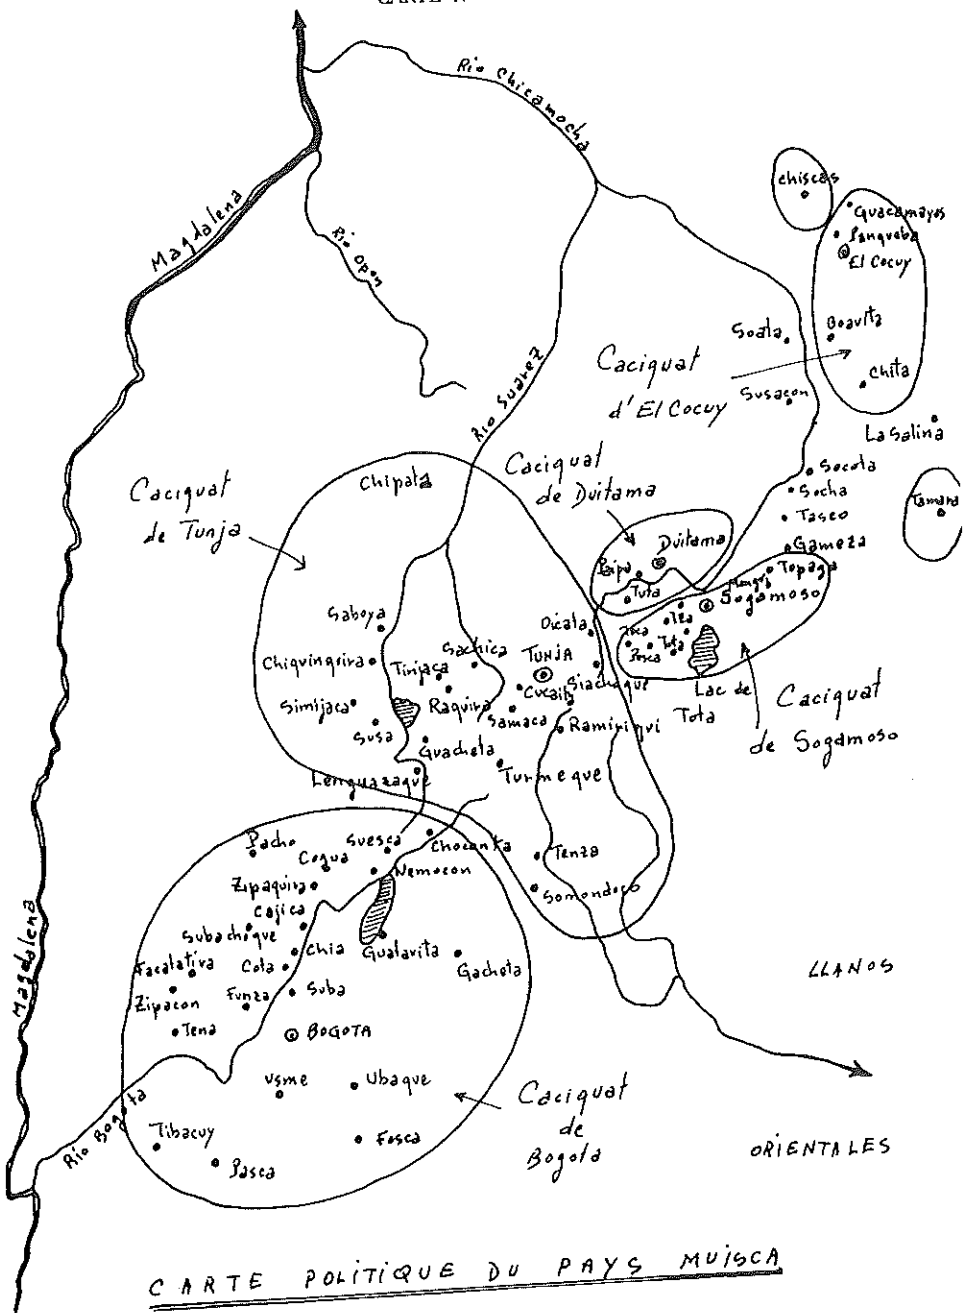 Rio Chicamocha
Magdalena
Rio Opon
Rio Suarez
chiscas
Guacamayos
Panqueba
El Cocuy
Boavita
Chita
Soata
Susacon
La Salina
Caciquat
d'El Cocuy
Caciquat
de Duitama
Caciquat
de Tunja
Chipata
Socota
Socha
Tasco
Gameza
Topaga
Mongui
Tamara
Duitama
Paipa
Tuta
Sogamoso
Iza
Toca
Pesca
Tota
Lac de
Tota
Caciquat
de Sogamoso
Saboya
Chiquinqrira
Simijaca
Susa
Tinjaca
Sachica
Raquira
Guacheta
Lenguazaque
Oicata
TUNJA
Cucaita
Siachoque
Samaca
Ramiriqui
Turmeque
Tenza
Somondoco
Pacho
Suesca
Choconta
Cogua
Nemocon
Zipaquira
Cajica
Subachoque
Chia
Guatavita
Gacheta
Facatativa
Cota
Zipacon
Funza
Suba
Tena
BOGOTA
Usme
Ubaque
Fosca
Tibacuy
Pasca
Rio Bogota
Magdalena
Caciquat
de
Bogota
LLANOS
ORIENTALES
CARTE POLITIQUE DU PAYS MUISCA